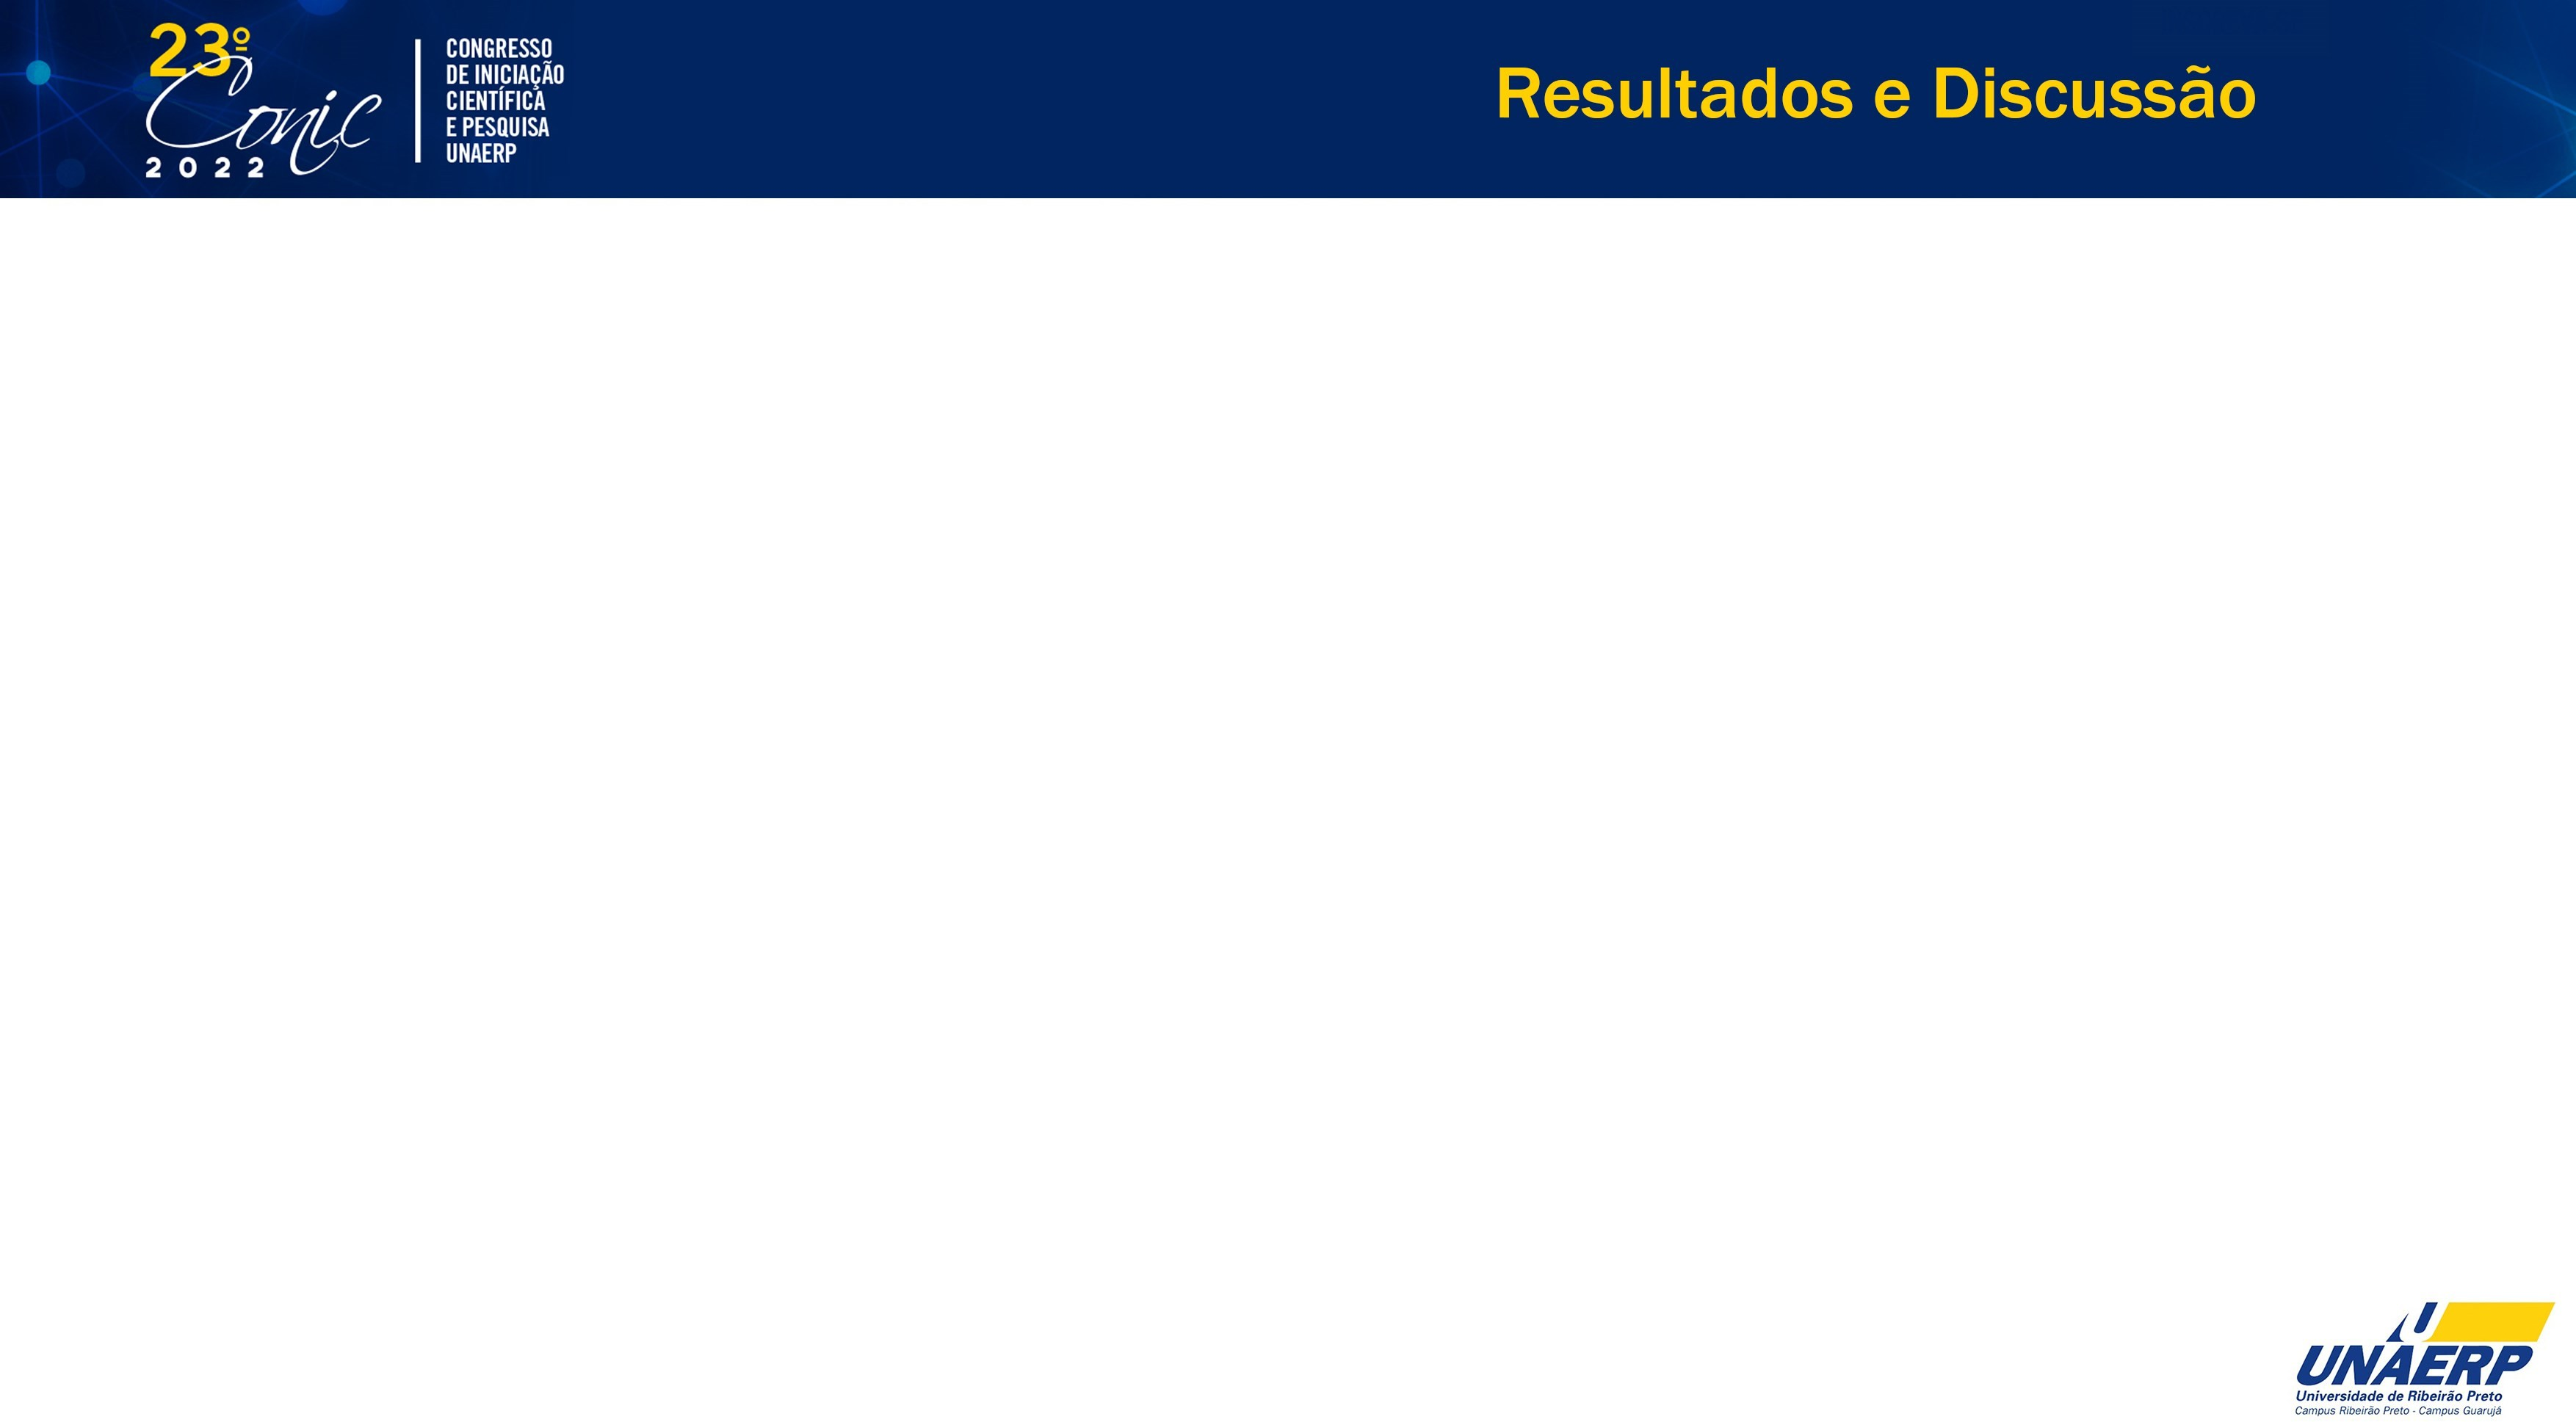 23º
Conic
2022
CONGRESSO
DE INICIAÇÃO
CIENTÍFICA
E PESQUISA
UNAERP
Resultados e Discussão
U
UNAERP
Universidade de Ribeirão Preto
Campus Ribeirão Preto - Campus Guarujá